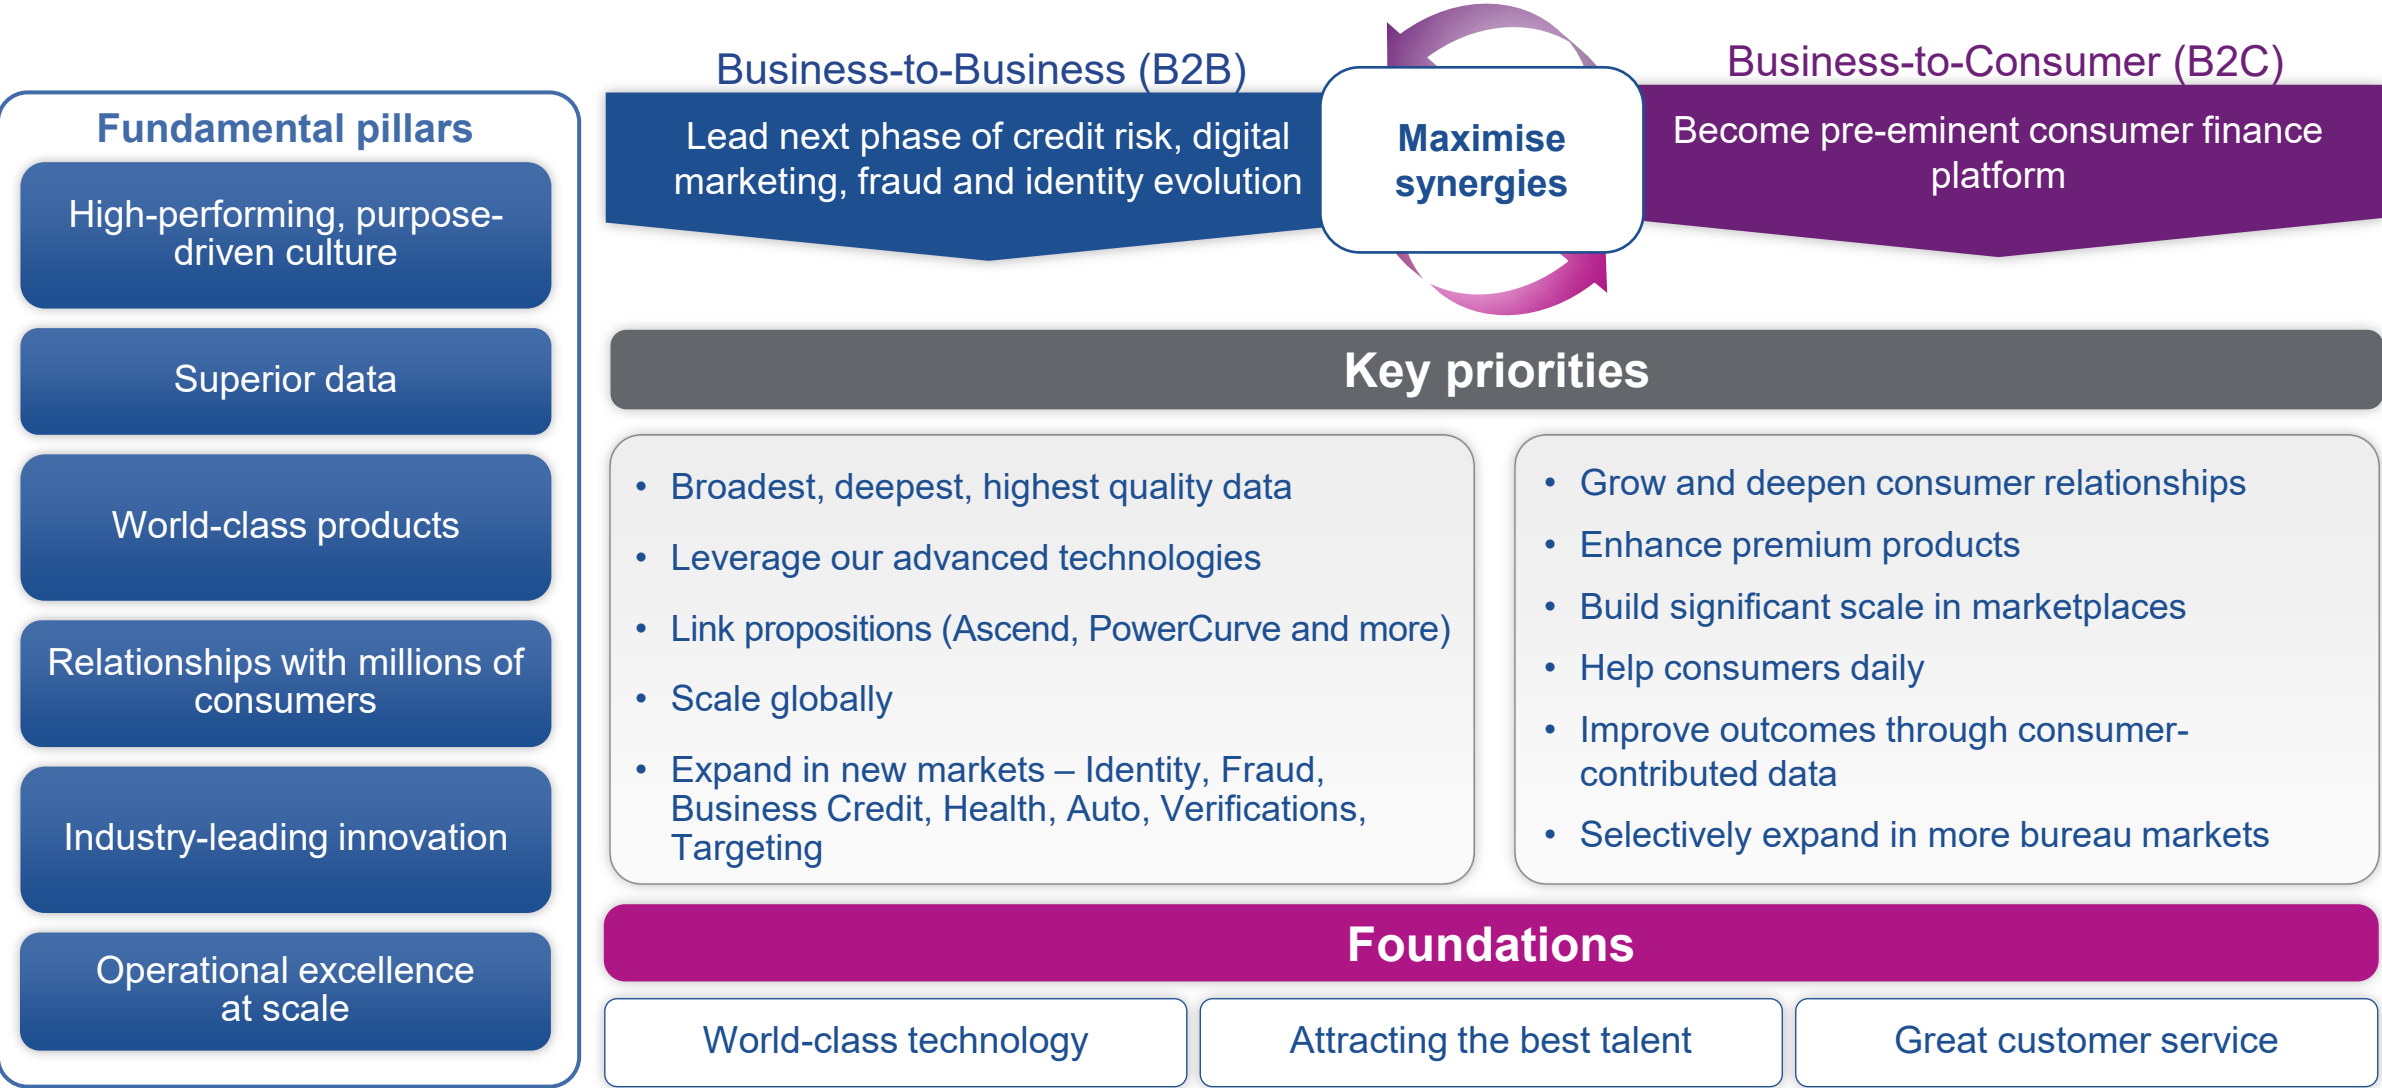 Fundamental pillars
High-performing, purpose-
driven culture
Superior data
World-class products
Relationships with millions of
consumers
Industry-leading innovation
Operational excellence
at scale
Business-to-Business (B2B)
Lead next phase of credit risk, digital
marketing, fraud and identity evolution
Maximise
synergies
Business-to-Consumer (B2C)
Become pre-eminent consumer finance
platform
Key priorities
• Broadest, deepest, highest quality data
• Leverage our advanced technologies
• Link propositions (Ascend, PowerCurve and more)
• Scale globally
• Expand in new markets – Identity, Fraud,
Business Credit, Health, Auto, Verifications,
Targeting
• Grow and deepen consumer relationships
• Enhance premium products
• Build significant scale in marketplaces
• Help consumers daily
• Improve outcomes through consumer-
contributed data
• Selectively expand in more bureau markets
Foundations
World-class technology
Attracting the best talent
Great customer service